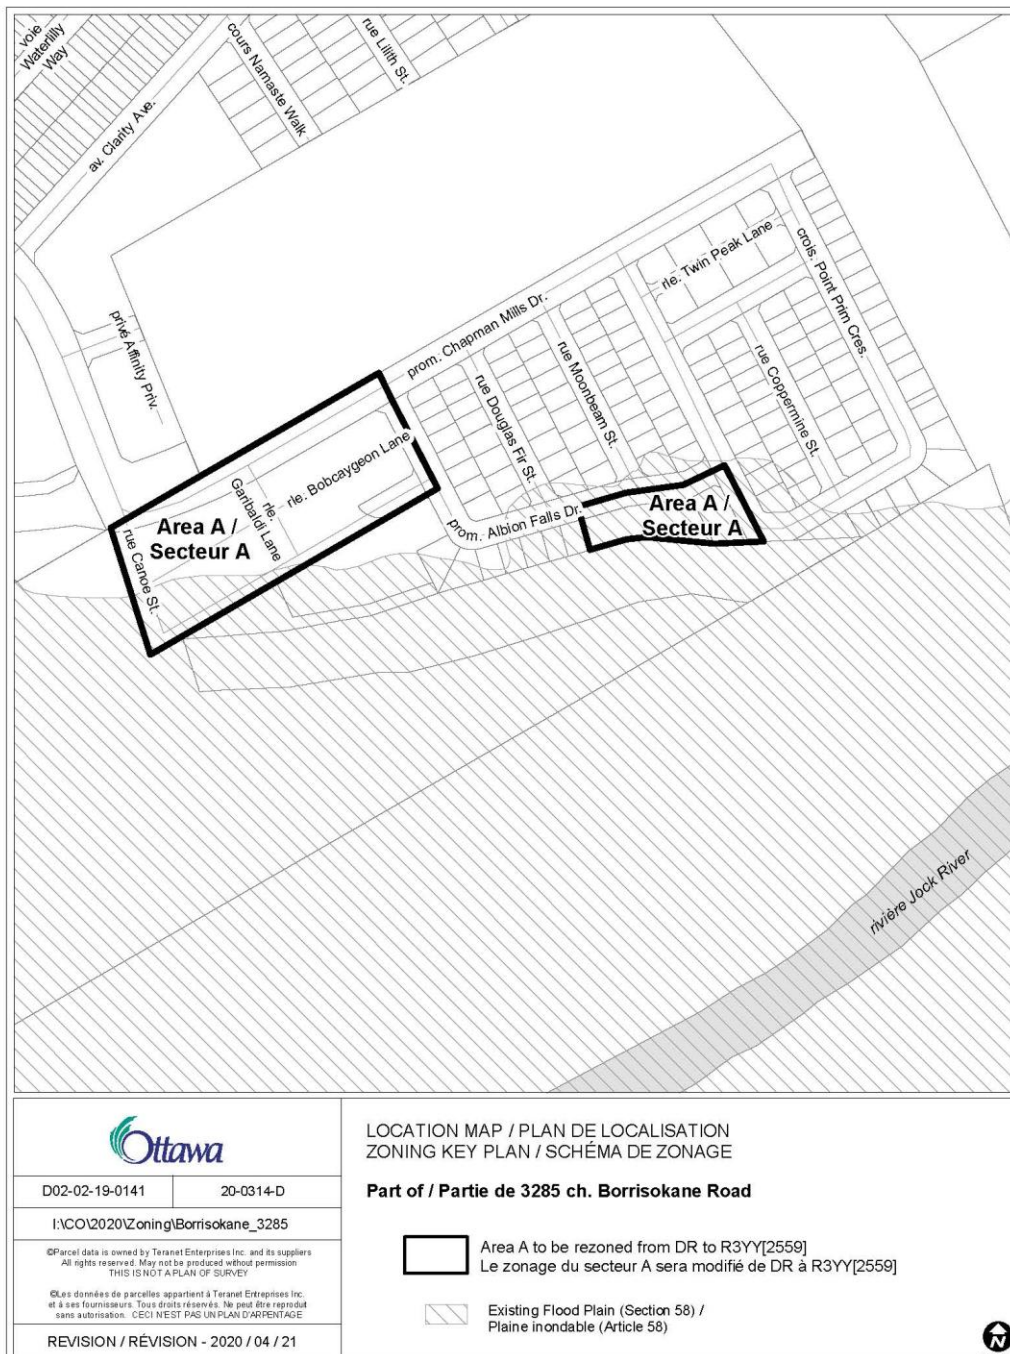 voie
Waterlilly
Way
av. Clarity Ave.
cours Namaste Walk
rue Lilith St.
privé Affinity Priv.
prom. Chapman Mills Dr.
rle. Twin Peak Lane
crois. Point Prim Cres.
rue Moonbeam St.
rue Coppermine St.
rue Douglas Fir St.
rle. Bobcaygeon Lane
rle.
Garibaldi Lane
Area A /
Secteur A
rue Canoe St.
prom. Albion Falls Dr.
Area A /
Secteur A
rivière Jock River
Ottawa
D02-02-19-0141
20-0314-D
I:\CO\2020\Zoning\Borrisokane_3285
©Parcel data is owned by Teranet Enterprises Inc. and its suppliers
All rights reserved. May not be produced without permission
THIS IS NOT A PLAN OF SURVEY
©Les données de parcelles appartient à Teranet Entreprises Inc.
et à ses fournisseurs. Tous droits réservés. Ne peut être reproduit
sans autorisation. CECI N'EST PAS UN PLAN D'ARPENTAGE
REVISION / RÉVISION - 2020 / 04 / 21
LOCATION MAP / PLAN DE LOCALISATION
ZONING KEY PLAN / SCHÉMA DE ZONAGE
Part of / Partie de 3285 ch. Borrisokane Road
Area A to be rezoned from DR to R3YY[2559]
Le zonage du secteur A sera modifié de DR à R3YY[2559]
Existing Flood Plain (Section 58) /
Plaine inondable (Article 58)
N